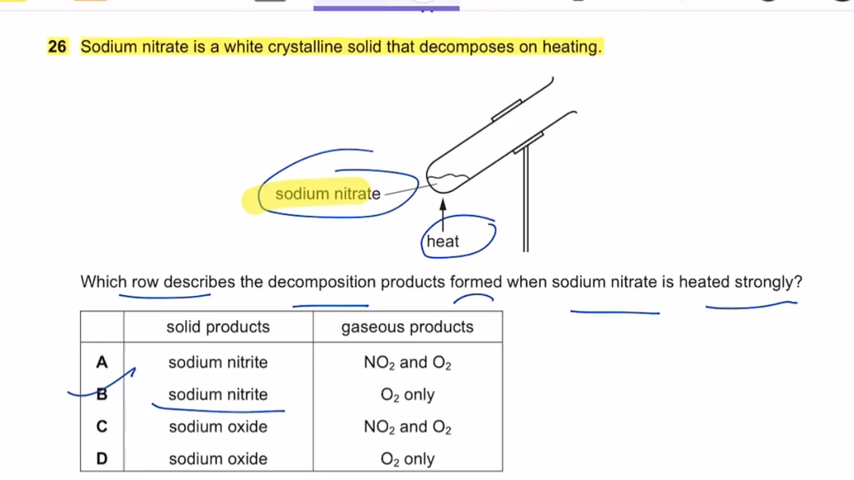 26 Sodium nitrate is a white crystalline solid that decomposes on heating.
sodium nitrate
heat
Which row describes the decomposition products formed when sodium nitrate is heated strongly?
solid products gaseous products
A sodium nitrite NO₂ and O₂
B sodium nitrite O₂ only
C sodium oxide NO₂ and O₂
D sodium oxide O₂ only